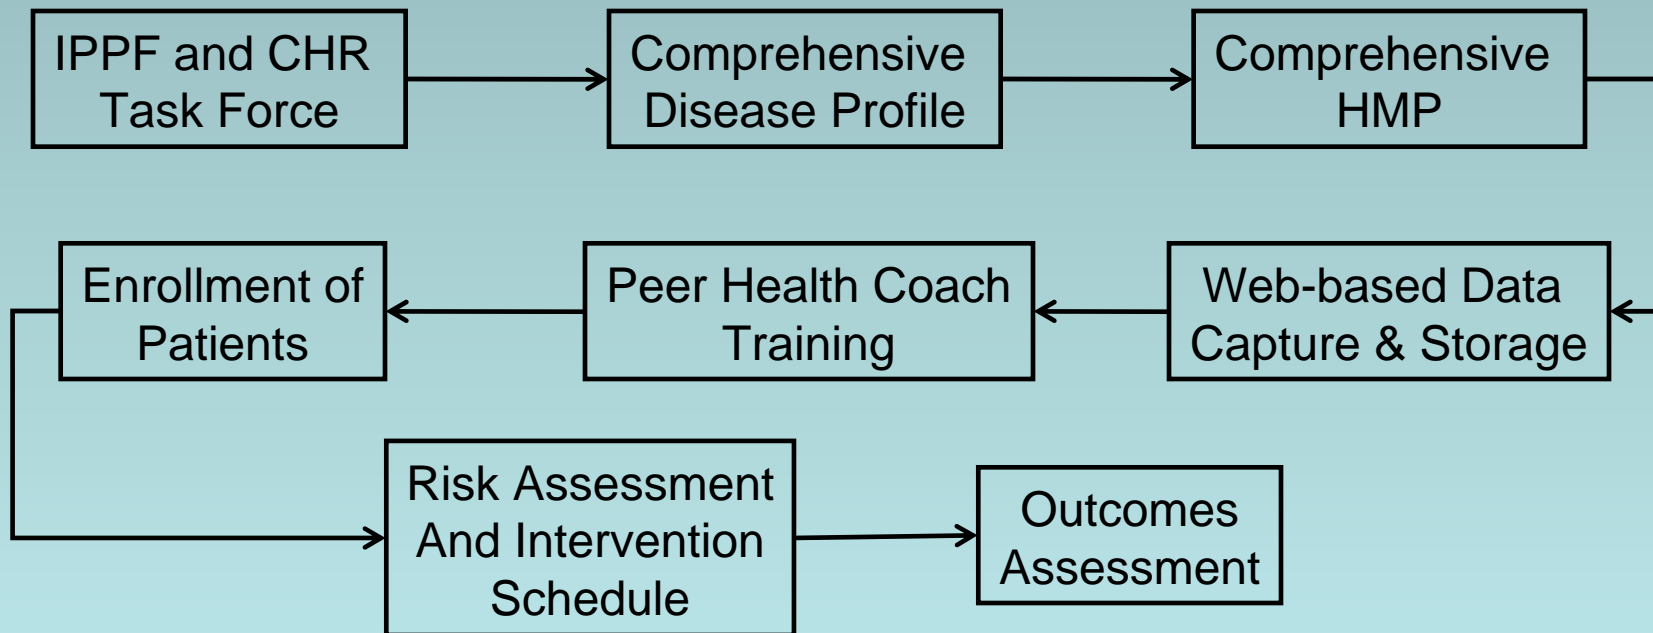 IPPF and CHR
Task Force
Comprehensive
Disease Profile
Comprehensive
HMP
Web-based Data
Capture & Storage
Peer Health Coach
Training
Enrollment of
Patients
Risk Assessment
And Intervention
Schedule
Outcomes
Assessment